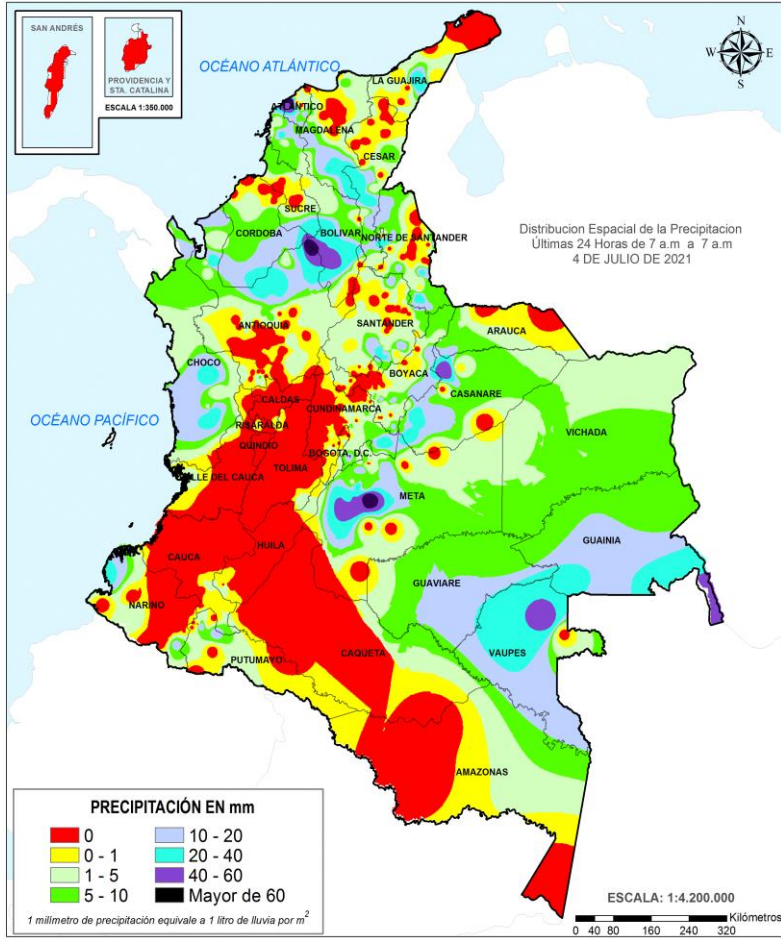 SAN ANDRÉS
PROVIDENCIA Y
STA. CATALINA
ESCALA 1:350.000
OCÉANO ATLÁNTICO
N
W
E
S
LA GUAJIRA
ATLÁNTICO
MAGDALENA
CESAR
SUCRE
CORDOBA
BOLIVAR
NORTE DE SANTANDER
Distribucion Espacial de la Precipitacion
Últimas 24 Horas de 7 a.m a 7 a.m
4 DE JULIO DE 2021
ANTIOQUIA
SANTANDER
ARAUCA
CHOCO
BOYACA
CASANARE
CALDAS
CUNDINAMARCA
OCÉANO PACÍFICO
RISARALDA
VICHADA
QUINDIO
BOGOTA, D.C.
TOLIMA
VALLE DEL CAUCA
META
GUAINIA
CAUCA
HUILA
GUAVIARE
NARIÑO
VAUPES
PUTUMAYO
CAQUETA
AMAZONAS
PRECIPITACIÓN EN mm
0
0 - 1
1 - 5
5 - 10
10 - 20
20 - 40
40 - 60
Mayor de 60
1 milímetro de precipitación equivale a 1 litro de lluvia por m²
ESCALA: 1:4.200.000
Kilómetros
0 40 80 160 240 320